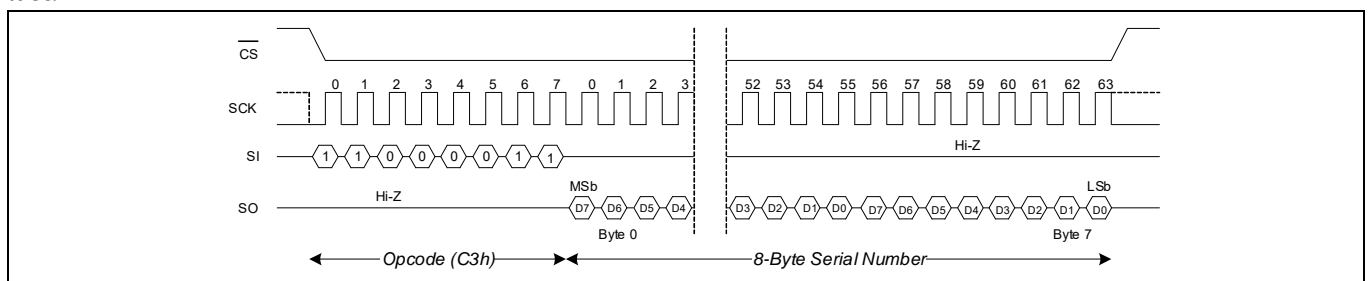 CS
0 1 2 3 4 5 6 7 0 1 2 3 52 53 54 55 56 57 58 59 60 61 62 63
SCK
Hi-Z
SI 1 1 0 0 0 0 1 1
MSb LSb
Hi-Z
SO D7 D6 D5 D4 D3 D2 D1 D0 D7 D6 D5 D4 D3 D2 D1 D0
Byte 0 Byte 7
Opcode (C3h) 8-Byte Serial Number